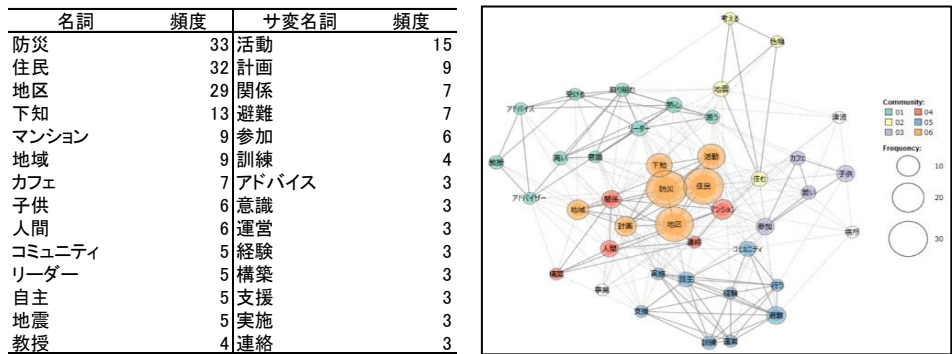 名詞 頻度 サ変名詞 頻度
防災 33 活動 15
住民 32 計画 9
地区 29 関係 7
下知 13 避難 7
マンション 9 参加 6
地域 9 訓練 4
カフェ 7 アドバイス 3
子供 6 意識 3
人間 6 運営 3
コミュニティ 5 経験 3
リーダー 5 構築 3
自主 5 支援 3
地震 5 実施 3
教授 4 連絡 3
考える
危機
地震
受ける
取り組む
アドバイス
熱心
思う
リーダー
津波
教授
高い
意識
下知
活動
カフェ
子供
住む
若い
アドバイザー
防災
住民
関係
マンション
地域
計画
地区
参加
場所
人間
連絡
コミュニティ
構築
事業
実施
自主
経験
行う
支援
避難
訓練
運営
Community:
01 04
02 05
03 06
Frequency:
10
20
30